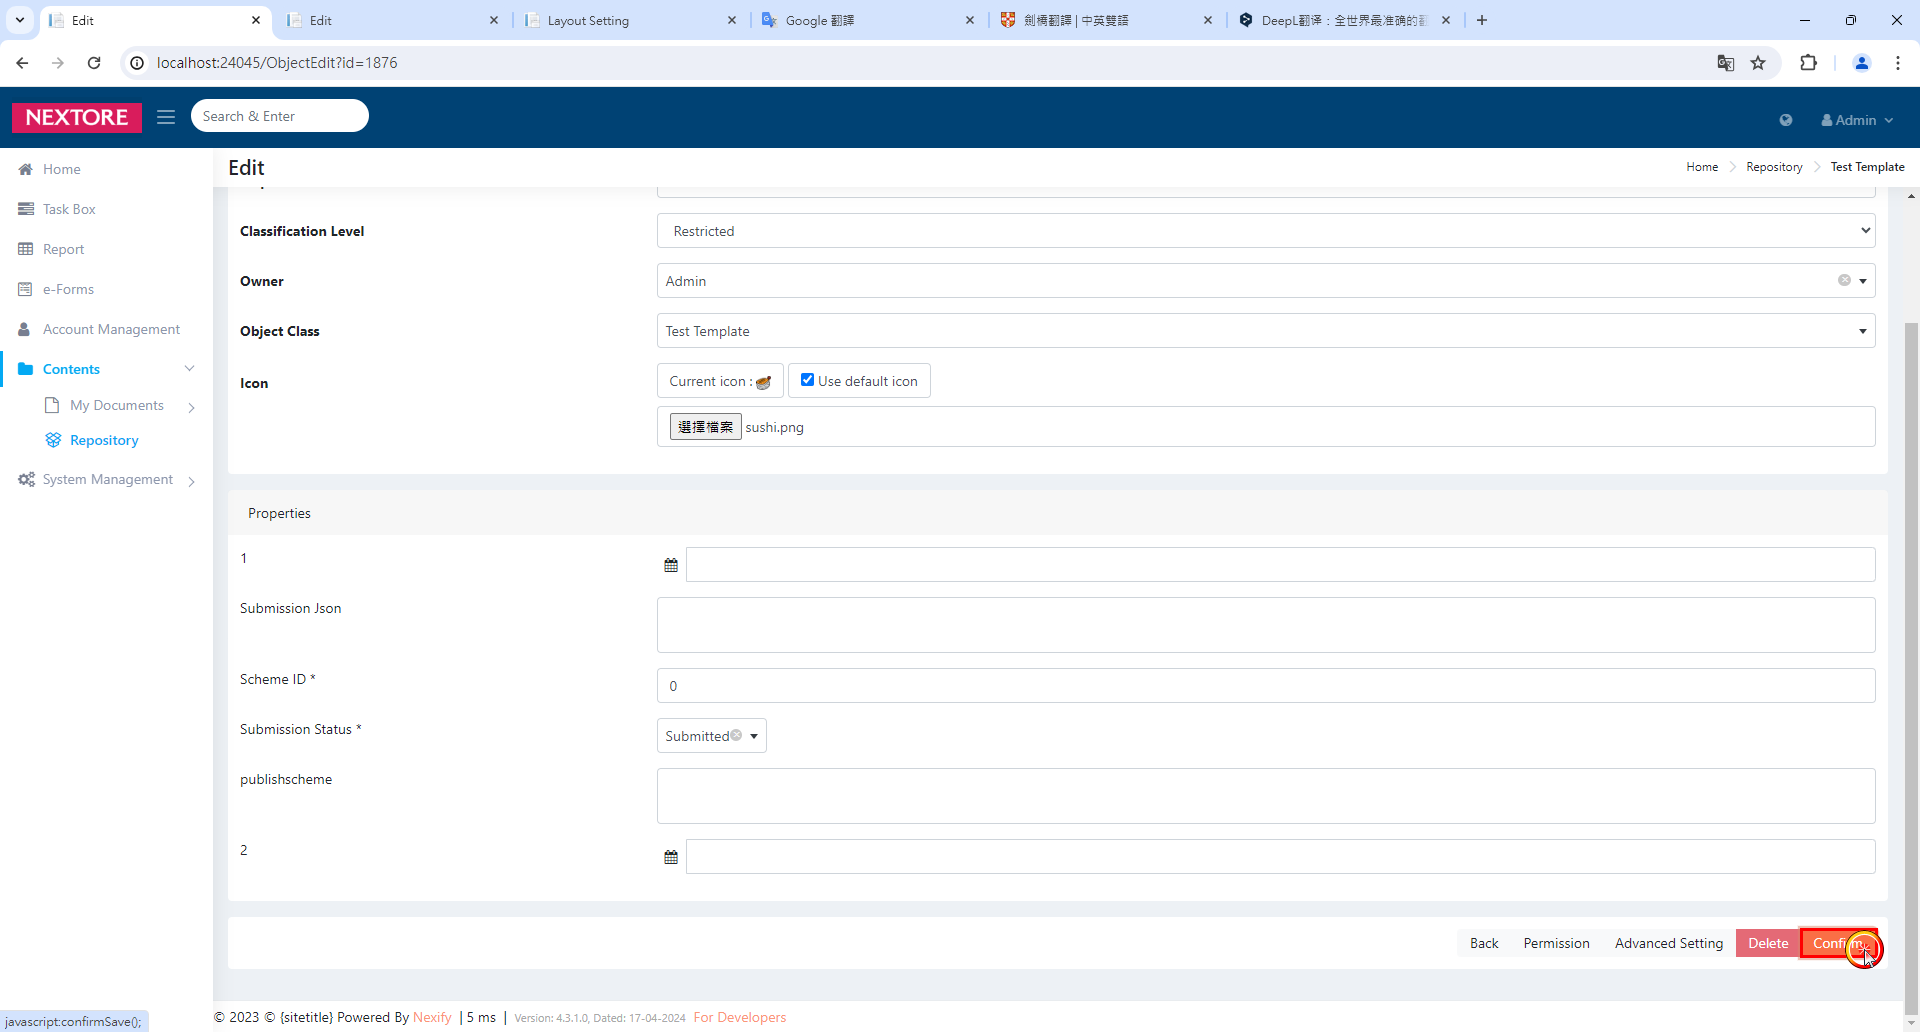 Edit
Edit
Layout Setting
Google 翻譯
劍橋翻譯 | 中英雙語
DeepL翻译：全世界最准确的翻
localhost:24045/ObjectEdit?id=1876
NEXTORE
Search & Enter
Admin
Home
Task Box
Report
e-Forms
Account Management
Contents
My Documents
Repository
System Management
Edit
Home
Repository
Test Template
Classification Level
Restricted
Owner
Admin
Object Class
Test Template
Icon
Current icon :
Use default icon
選擇檔案 sushi.png
Properties
1
Submission Json
Scheme ID *
0
Submission Status *
Submitted
publishscheme
2
Back
Permission
Advanced Setting
Delete
Confirm
© 2023 © {sitetitle} Powered By Nexify | 5 ms | Version: 4.3.1.0, Dated: 17-04-2024 For Developers
javascript:confirmSave();